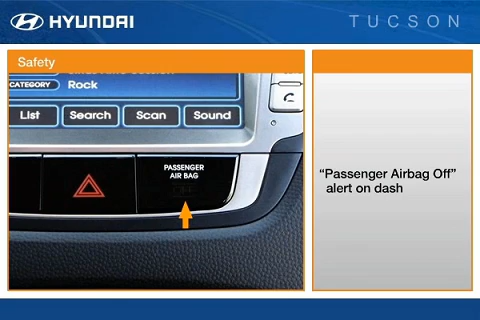 HYUNDAI
TUCSON
Safety
CATEGORY Rock
List Search Scan Sound
PASSENGER
AIR BAG
“Passenger Airbag Off”
alert on dash